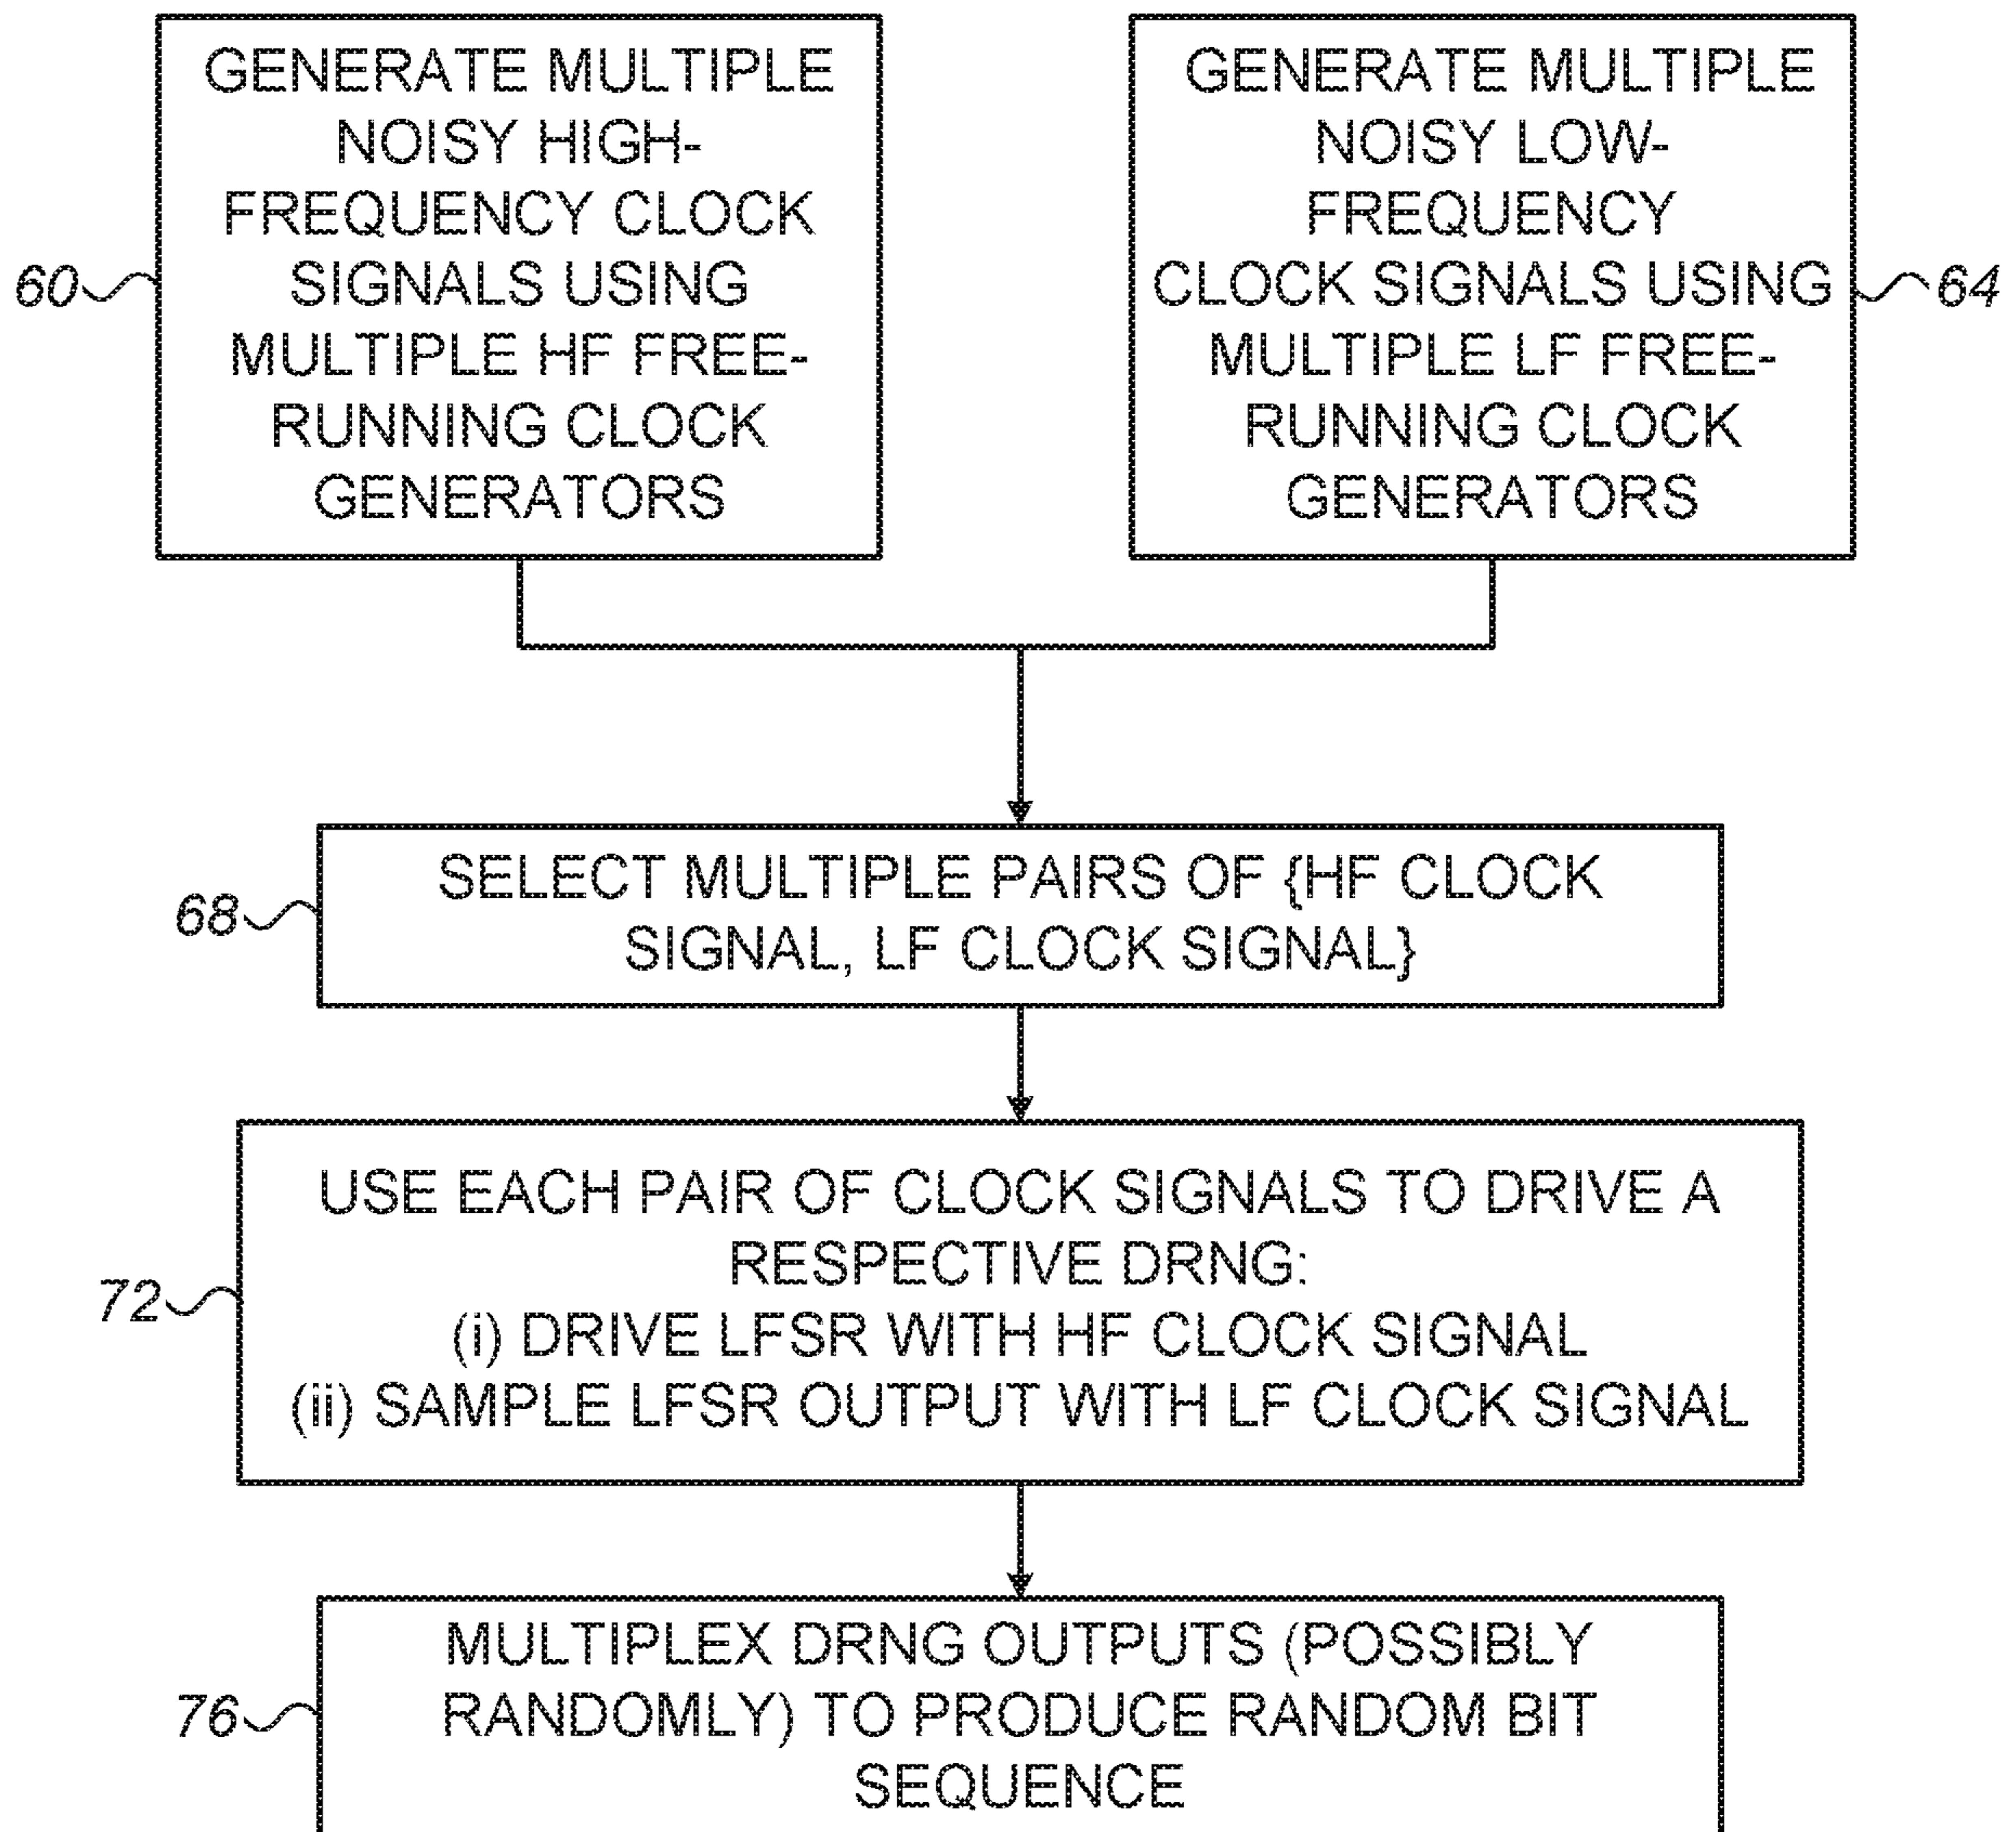 GENERATE MULTIPLE
NOISY HIGH-
FREQUENCY CLOCK
SIGNALS USING
MULTIPLE HF FREE-
RUNNING CLOCK
GENERATORS
60
GENERATE MULTIPLE
NOISY LOW-
FREQUENCY
CLOCK SIGNALS USING
MULTIPLE LF FREE-
RUNNING CLOCK
GENERATORS
64
SELECT MULTIPLE PAIRS OF {HF CLOCK
SIGNAL, LF CLOCK SIGNAL}
68
USE EACH PAIR OF CLOCK SIGNALS TO DRIVE A
RESPECTIVE DRNG:
(i) DRIVE LFSR WITH HF CLOCK SIGNAL
(ii) SAMPLE LFSR OUTPUT WITH LF CLOCK SIGNAL
72
MULTIPLEX DRNG OUTPUTS (POSSIBLY
RANDOMLY) TO PRODUCE RANDOM BIT
SEQUENCE
76